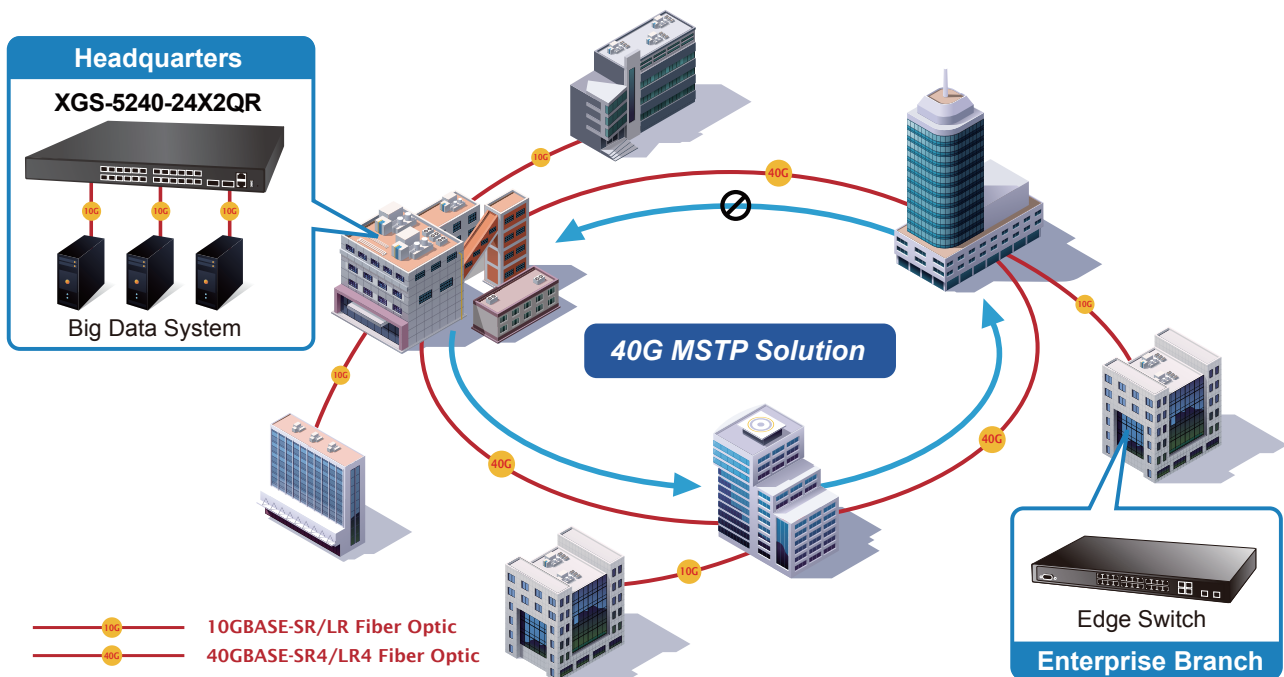 Headquarters
XGS-5240-24X2QR
10G
10G
10G
Big Data System
10G
40G
40G MSTP Solution
10G
10G
40G
40G
10G
Edge Switch
Enterprise Branch
10G
10GBASE-SR/LR Fiber Optic
40G
40GBASE-SR4/LR4 Fiber Optic